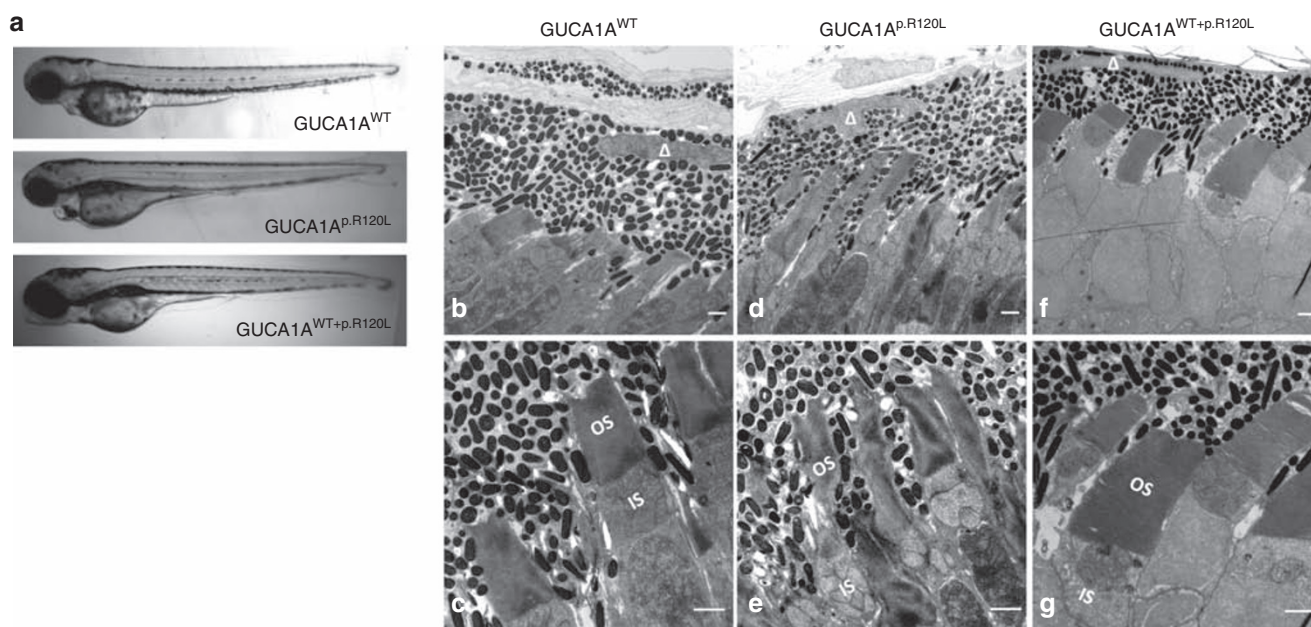 a
GUCA1A^WT
GUCA1A^p.R120L
GUCA1A^WT+p.R120L
GUCA1A^WT
GUCA1A^p.R120L
GUCA1A^WT+p.R120L
Δ
b
Δ
d
Δ
f
OS
IS
c
OS
IS
e
OS
IS
g